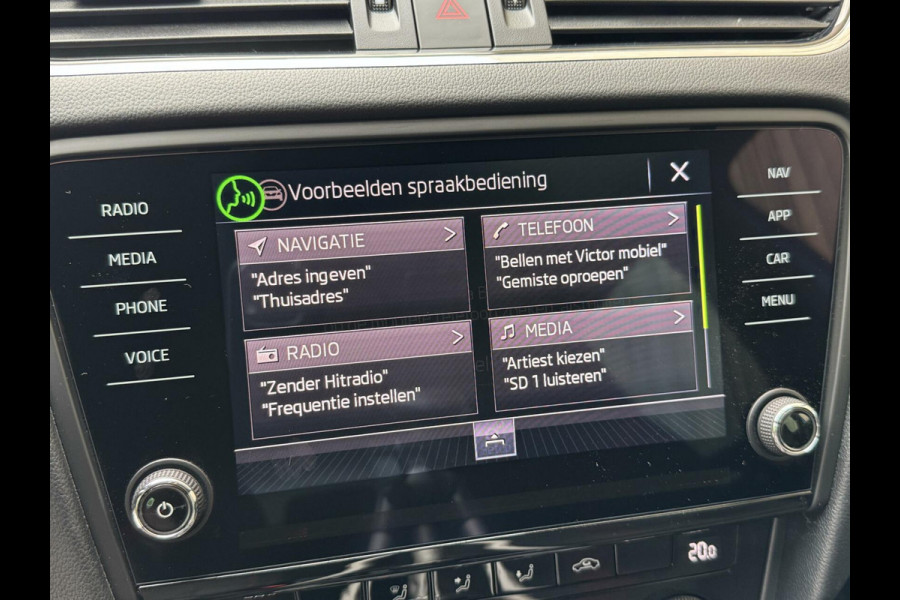 Voorbeelden spraakbediening
RADIO
MEDIA
PHONE
VOICE
NAVIGATIE
"Adres ingeven"
"Thuisadres"
TELEFOON
"Bellen met Victor mobiel"
"Gemiste oproepen"
RADIO
"Zender Hitradio"
"Frequentie instellen"
MEDIA
"Artiest kiezen"
"SD 1 luisteren"
NAV
APP
CAR
MENU
20.0